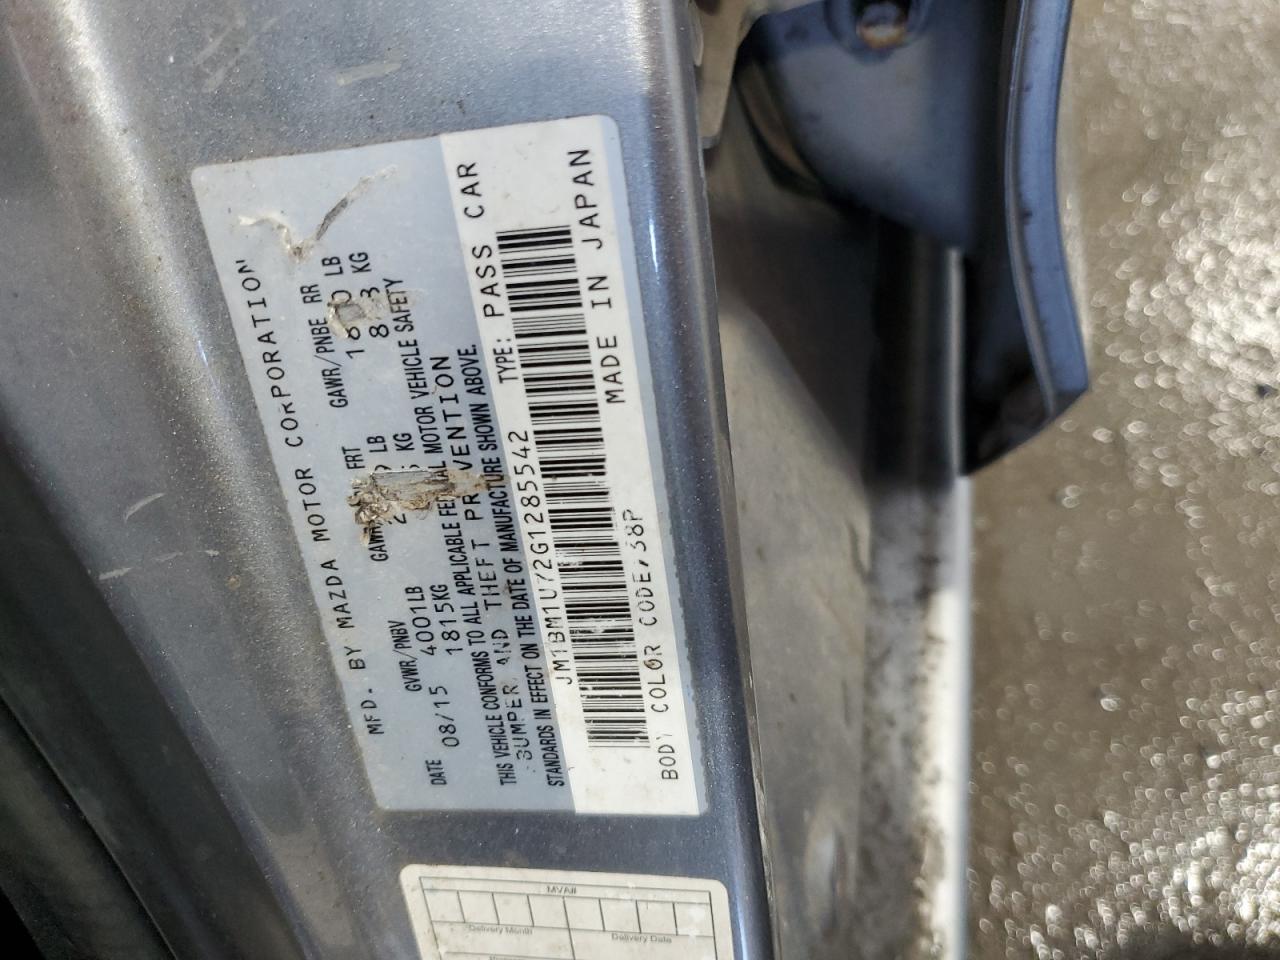 MFD. BY MAZDA MOTOR CORPORATION
DATE GVWR/PNBV FRT GAWR/PNBE RR
08/15 4001LB LB LB
1815KG KG KG
THIS VEHICLE CONFORMS TO ALL APPLICABLE MOTOR VEHICLE SAFETY
BUMPER AND THEFT PREVENTION
STANDARDS IN EFFECT ON THE DATE OF MANUFACTURE SHOWN ABOVE.
JM1BM1U72G1285542 TYPE: PASS CAR
BODY COLOR CODE/38P MADE IN JAPAN
MVA#
Delivery Month Delivery Date